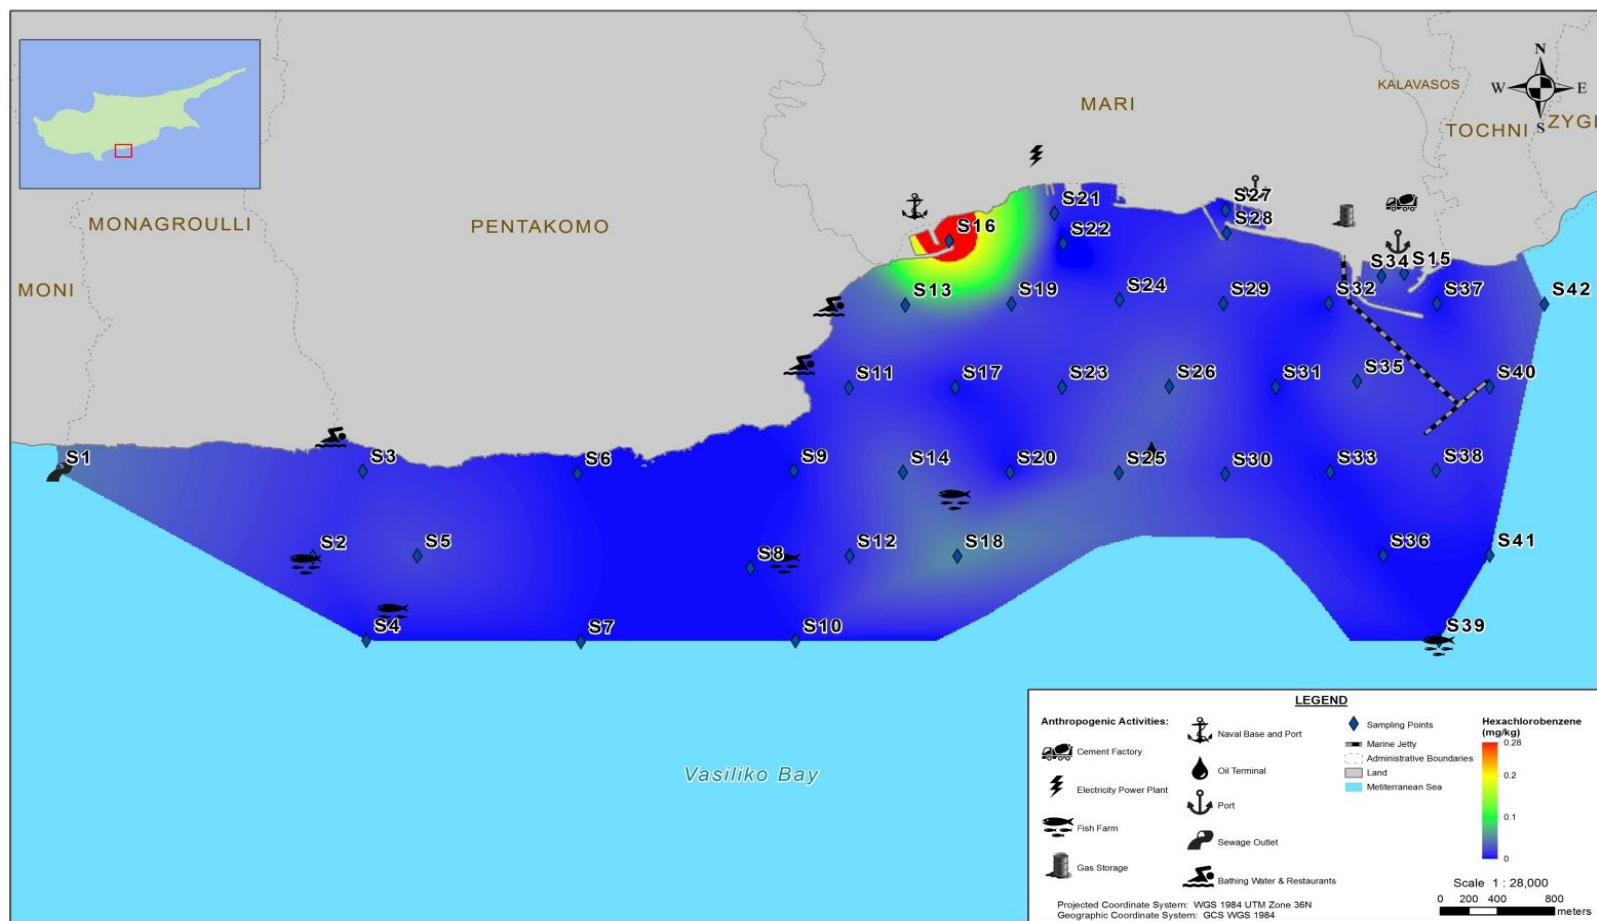 N
W
E
S
KALAVASOS
MARI
TOCHNI
ZYGI
MONAGROULLI
PENTAKOMO
MONI
S27
S21
S16
S28
S22
S34
S15
S13
S19
S24
S29
S32
S37
S42
S11
S17
S23
S26
S31
S35
S40
S1
S3
S6
S9
S14
S20
S25
S30
S33
S38
S2
S5
S8
S12
S18
S36
S41
S4
S7
S10
S39
Vasiliko Bay
LEGEND
Anthropogenic Activities:
Cement Factory
Electricity Power Plant
Fish Farm
Gas Storage
Naval Base and Port
Oil Terminal
Port
Sewage Outlet
Bathing Water & Restaurants
Sampling Points
Marine Jetty
Administrative Boundaries
Land
Metiterranean Sea
Hexachlorobenzene
(mg/kg)
0.28
0.2
0.1
0
Scale 1 : 28,000
0 200 400 800
meters
Projected Coordinate System: WGS 1984 UTM Zone 36N
Geographic Coordinate System: GCS WGS 1984